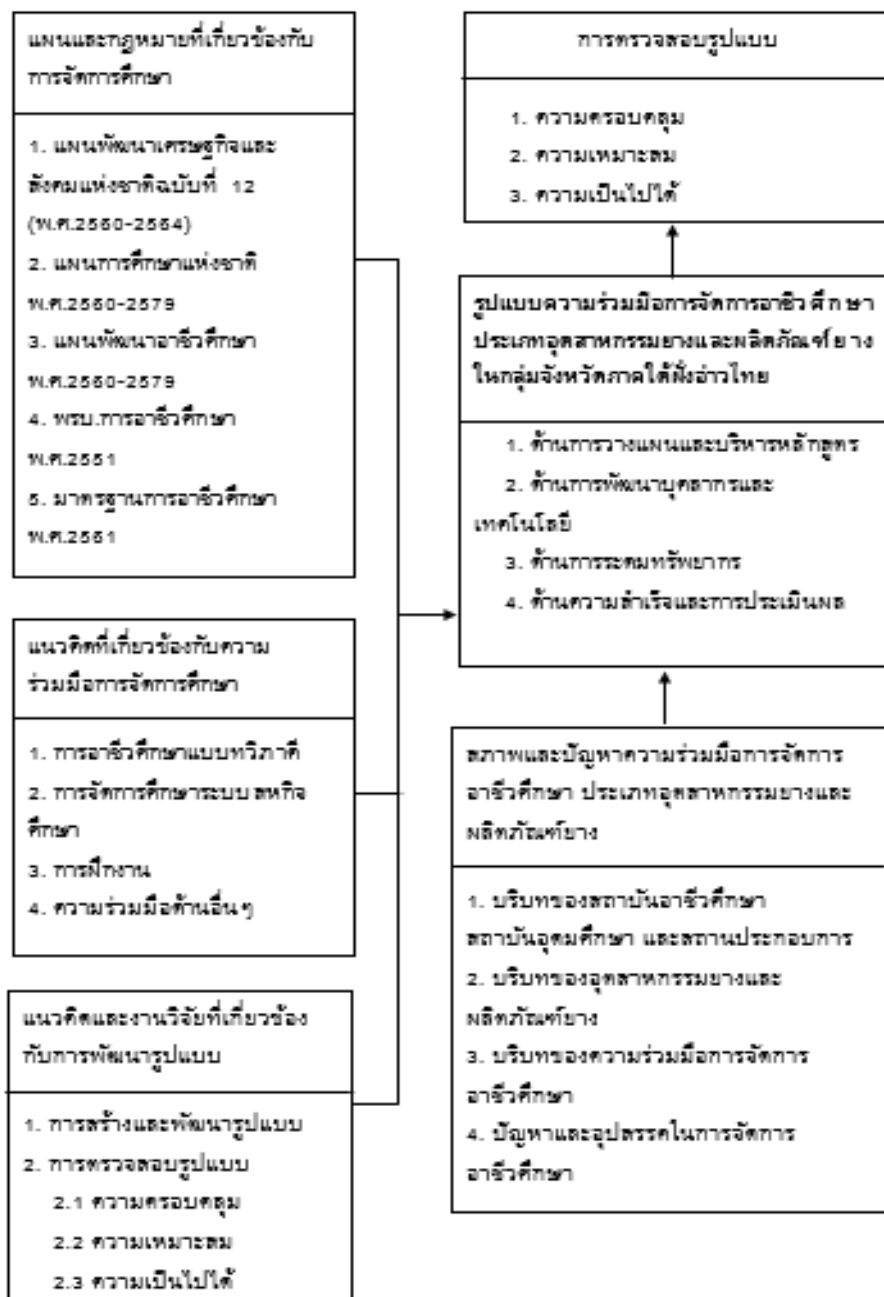 แผนและกฎหมายที่เกี่ยวข้องกับ
การจัดการศึกษา
1. แผนพัฒนาเศรษฐกิจและ
สังคมแห่งชาติฉบับที่ 12
(พ.ศ.2560-2564)
2. แผนการศึกษาแห่งชาติ
พ.ศ.2560-2579
3. แผนพัฒนาอาชีวศึกษา
พ.ศ.2560-2579
4. พรบ.การอาชีวศึกษา
พ.ศ.2551
5. มาตรฐานการอาชีวศึกษา
พ.ศ.2561
แนวคิดที่เกี่ยวข้องกับความ
ร่วมมือการจัดการศึกษา
1. การอาชีวศึกษาแบบทวิภาคี
2. การจัดการศึกษาระบบสหกิจ
ศึกษา
3. การฝึกงาน
4. ความร่วมมือด้านอื่นๆ
แนวคิดและงานวิจัยที่เกี่ยวข้อง
กับการพัฒนารูปแบบ
1. การสร้างและพัฒนารูปแบบ
2. การตรวจสอบรูปแบบ
2.1 ความครอบคลุม
2.2 ความเหมาะสม
2.3 ความเป็นไปได้
การตรวจสอบรูปแบบ
1. ความครอบคลุม
2. ความเหมาะสม
3. ความเป็นไปได้
รูปแบบความร่วมมือการจัดการอาชีวศึกษา
ประเภทอุตสาหกรรมยางและผลิตภัณฑ์ยาง
ในกลุ่มจังหวัดภาคใต้ฝั่งอ่าวไทย
1. ด้านการวางแผนและบริหารหลักสูตร
2. ด้านการพัฒนาบุคลากรและ
เทคโนโลยี
3. ด้านการระดมทรัพยากร
4. ด้านความสำเร็จและการประเมินผล
สภาพและปัญหาความร่วมมือการจัดการ
อาชีวศึกษา ประเภทอุตสาหกรรมยางและ
ผลิตภัณฑ์ยาง
1. บริบทของสถาบันอาชีวศึกษา
สถาบันอุดมศึกษา และสถานประกอบการ
2. บริบทของอุตสาหกรรมยางและ
ผลิตภัณฑ์ยาง
3. บริบทของความร่วมมือการจัดการ
อาชีวศึกษา
4. ปัญหาและอุปสรรคในการจัดการ
อาชีวศึกษา